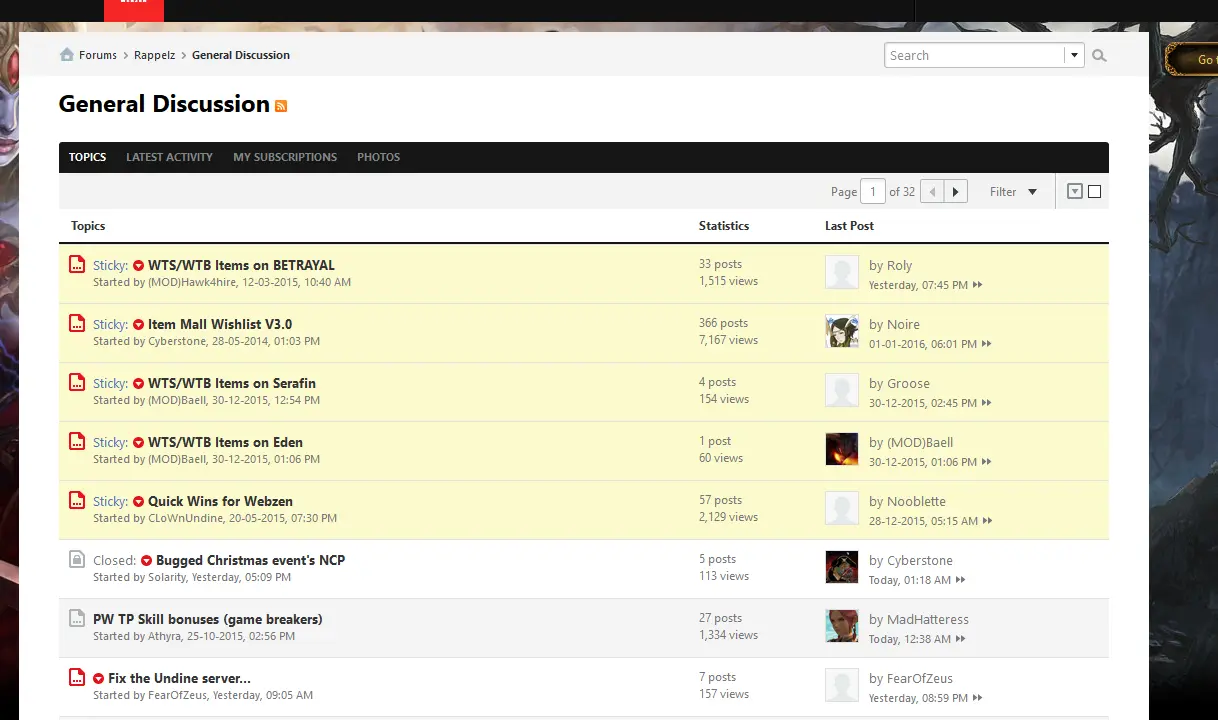 Forums > Rappelz > General Discussion
Search
Go
General Discussion
TOPICS LATEST ACTIVITY MY SUBSCRIPTIONS PHOTOS
Page 1 of 32 Filter
Topics Statistics Last Post
Sticky: WTS/WTB Items on BETRAYAL
Started by (MOD)Hawk4hire, 12-03-2015, 10:40 AM
33 posts
1,515 views
by Roly
Yesterday, 07:45 PM
Sticky: Item Mall Wishlist V3.0
Started by Cyberstone, 28-05-2014, 01:03 PM
366 posts
7,167 views
by Noire
01-01-2016, 06:01 PM
Sticky: WTS/WTB Items on Serafin
Started by (MOD)Baell, 30-12-2015, 12:54 PM
4 posts
154 views
by Groose
30-12-2015, 02:45 PM
Sticky: WTS/WTB Items on Eden
Started by (MOD)Baell, 30-12-2015, 01:06 PM
1 post
60 views
by (MOD)Baell
30-12-2015, 01:06 PM
Sticky: Quick Wins for Webzen
Started by CLoWnUndine, 20-05-2015, 07:30 PM
57 posts
2,129 views
by Nooblette
28-12-2015, 05:15 AM
Closed: Bugged Christmas event's NCP
Started by Solarity, Yesterday, 05:09 PM
5 posts
113 views
by Cyberstone
Today, 01:18 AM
PW TP Skill bonuses (game breakers)
Started by Athyra, 25-10-2015, 02:56 PM
27 posts
1,334 views
by MadHatteress
Today, 12:38 AM
Fix the Undine server...
Started by FearOfZeus, Yesterday, 09:05 AM
7 posts
157 views
by FearOfZeus
Yesterday, 08:59 PM